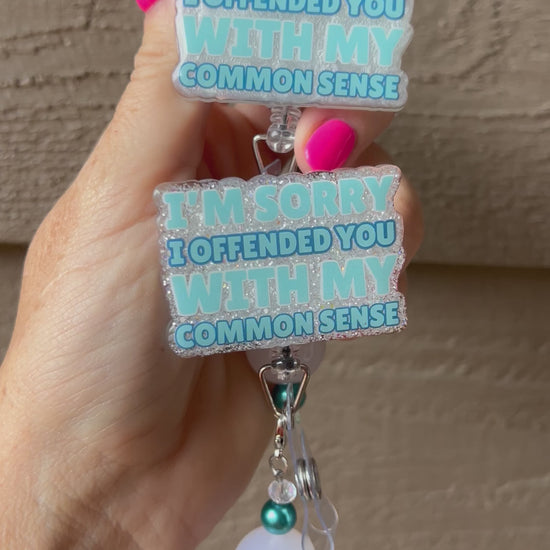 I OFFENDED YOU
WITH MY
COMMON SENSE
I'M SORRY
I OFFENDED YOU
WITH MY
COMMON SENSE